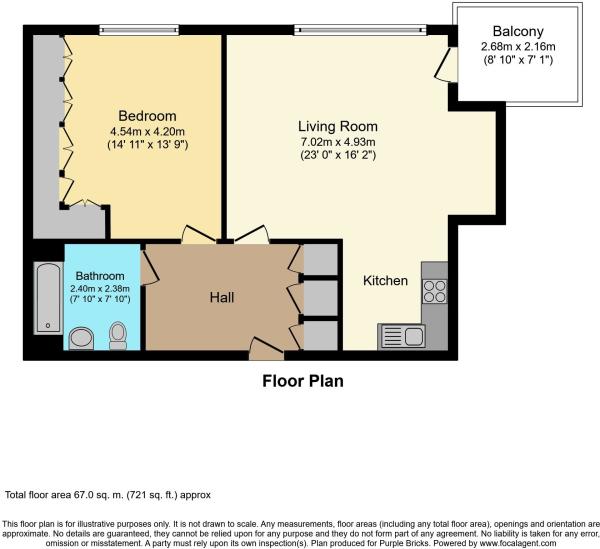 Balcony
2.68m x 2.16m
(8' 10" x 7' 1")
Bedroom
4.54m x 4.20m
(14' 11" x 13' 9")
Living Room
7.02m x 4.93m
(23' 0" x 16' 2")
Bathroom
2.40m x 2.38m
(7' 10" x 7' 10")
Hall
Kitchen
Floor Plan
Total floor area 67.0 sq. m. (721 sq. ft.) approx
This floor plan is for illustrative purposes only. It is not drawn to scale. Any measurements, floor areas (including any total floor area), openings and orientation are
approximate. No details are guaranteed, they cannot be relied upon for any purpose and they do not form part of any agreement. No liability is taken for any error,
omission or misstatement. A party must rely upon its own inspection(s). Plan produced for Purple Bricks. Powered by www.focalagent.com